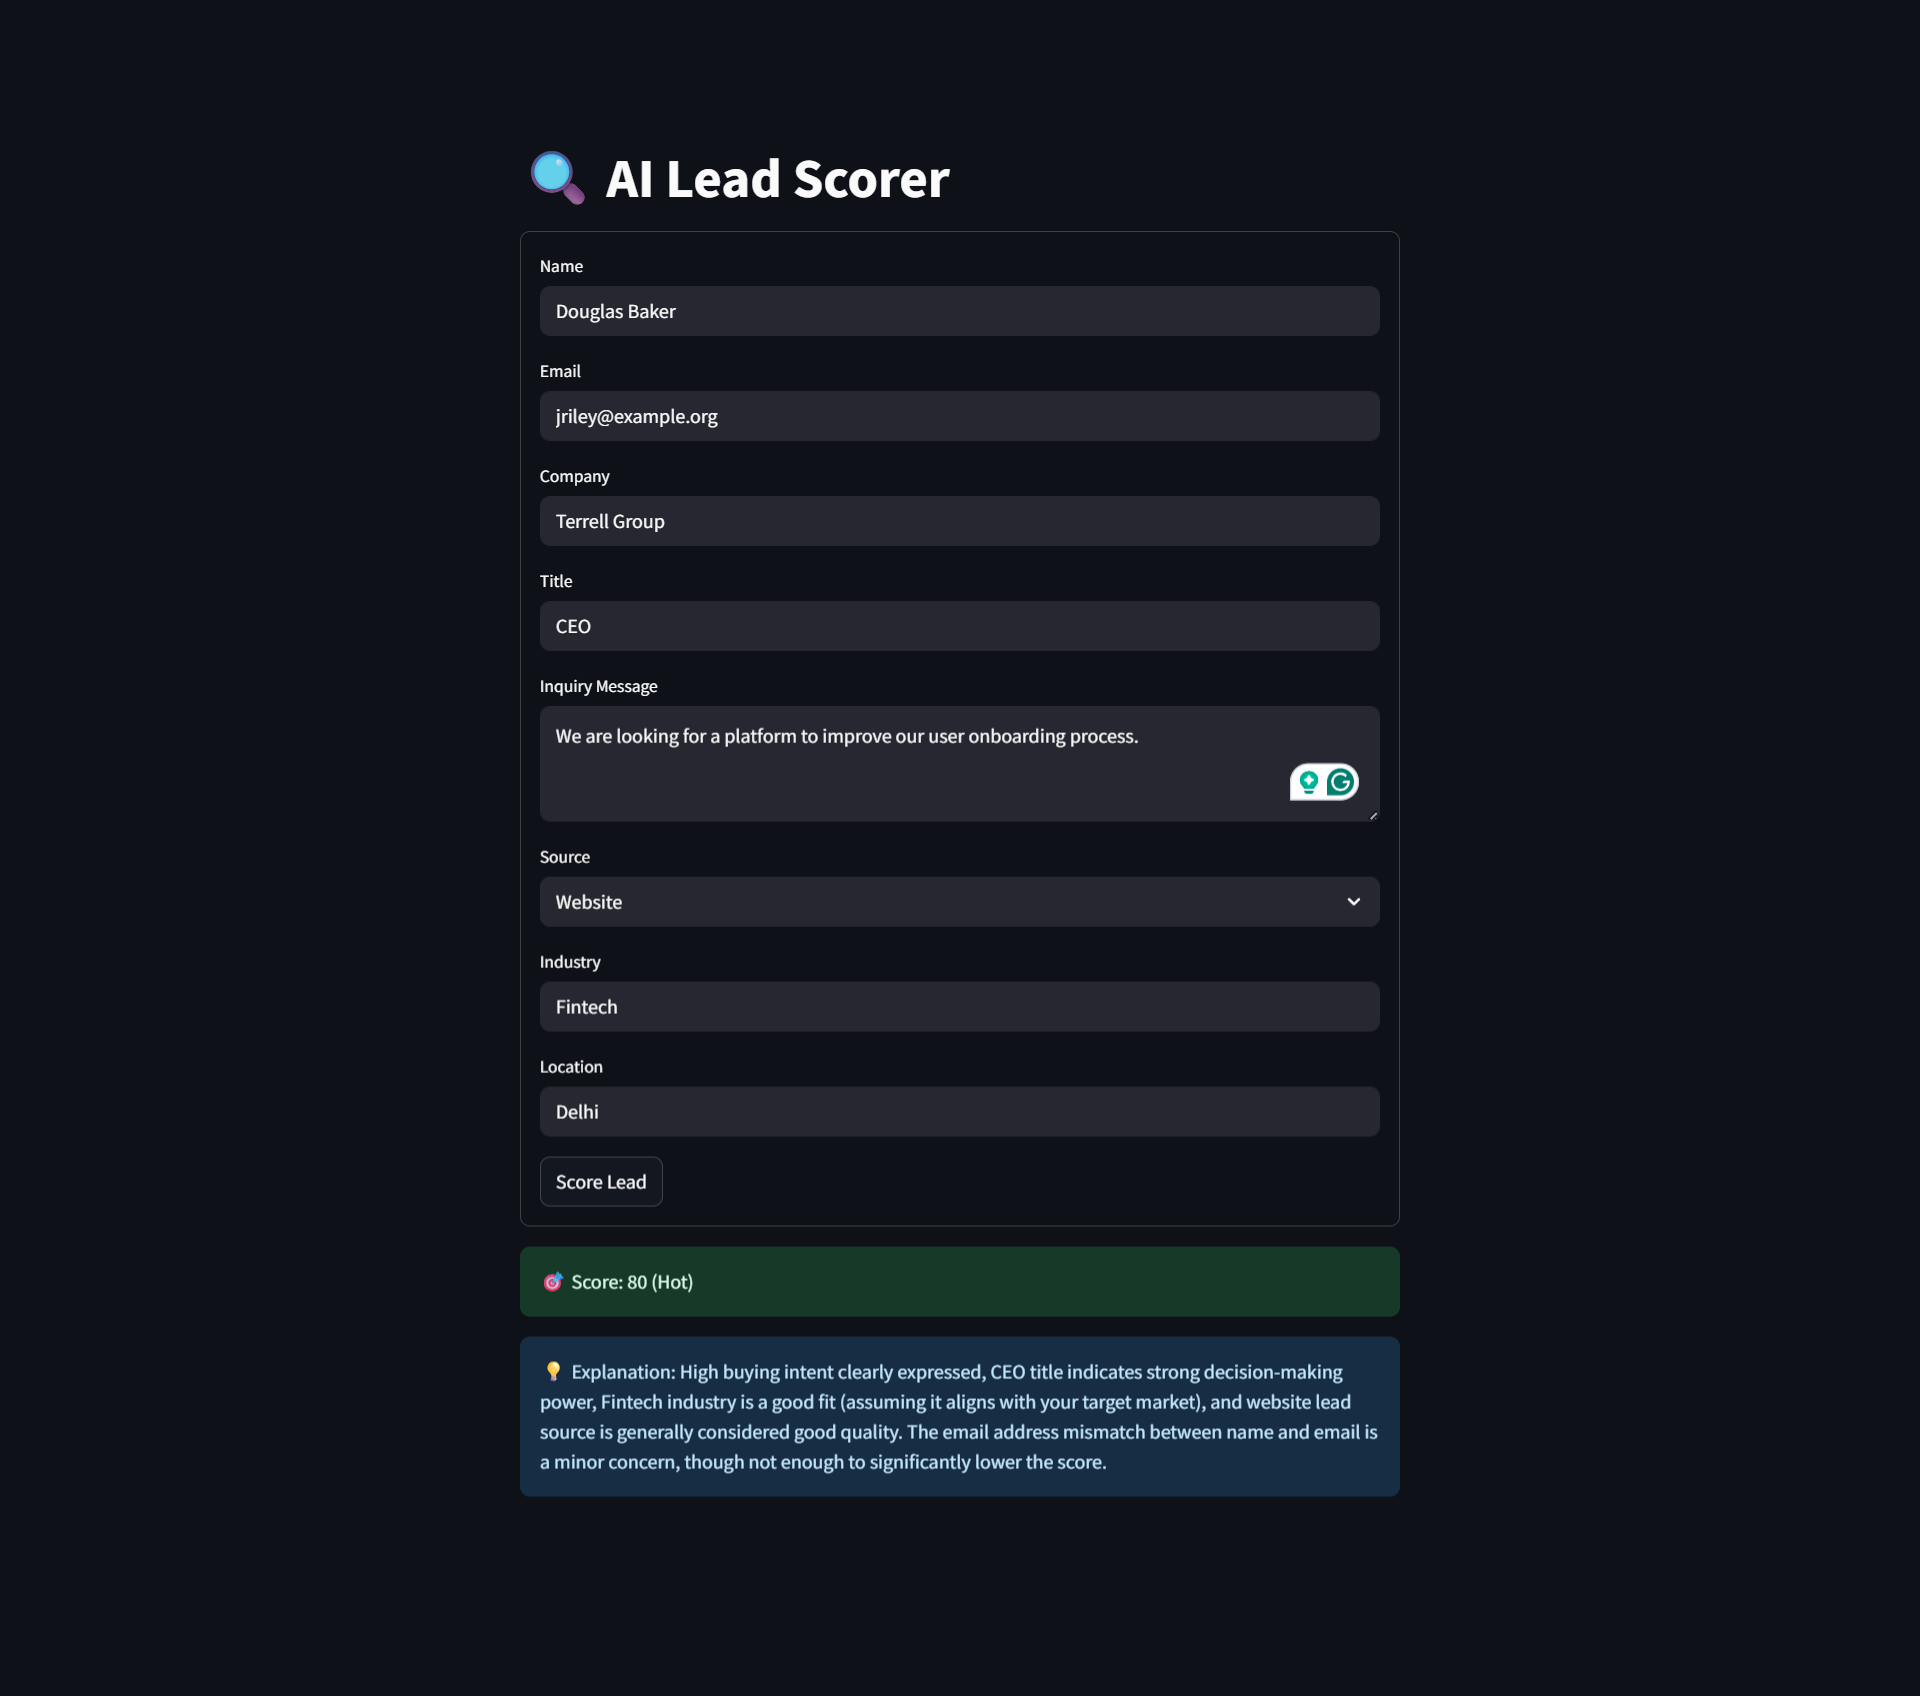 AI Lead Scorer
Name
Douglas Baker
Email
jriley@example.org
Company
Terrell Group
Title
CEO
Inquiry Message
We are looking for a platform to improve our user onboarding process.
Source
Website
Industry
Fintech
Location
Delhi
Score Lead
Score: 80 (Hot)
Explanation: High buying intent clearly expressed, CEO title indicates strong decision-making
power, Fintech industry is a good fit (assuming it aligns with your target market), and website lead
source is generally considered good quality. The email address mismatch between name and email is
a minor concern, though not enough to significantly lower the score.